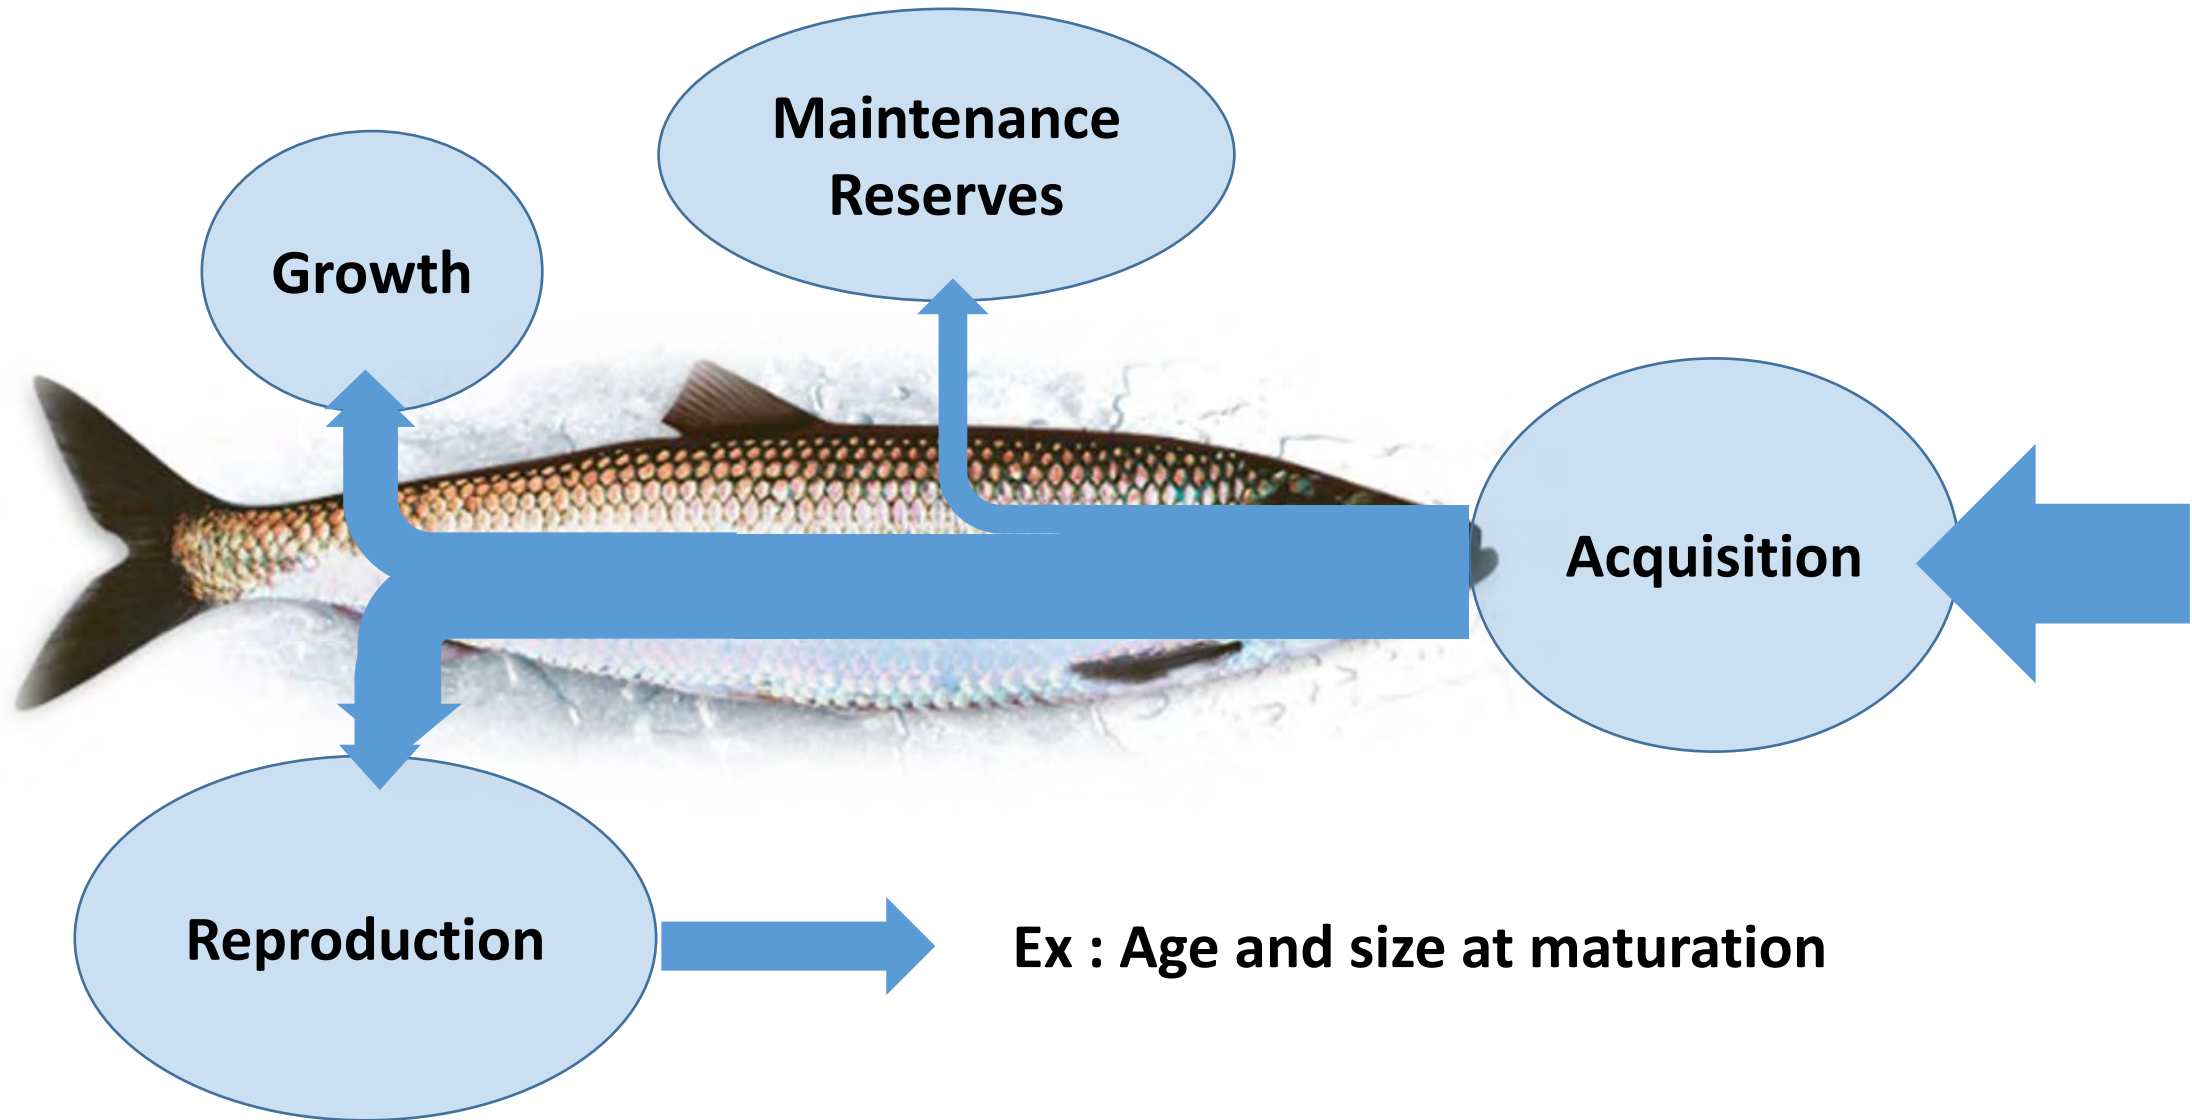 Maintenance
Reserves
Growth
Acquisition
Reproduction
Ex : Age and size at maturation